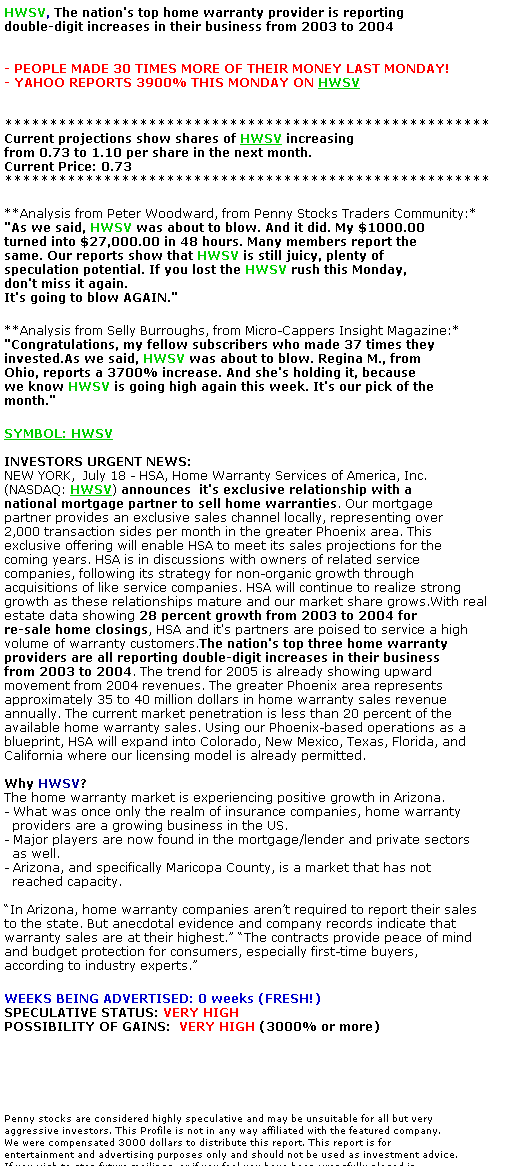 HWSV, The nation's top home warranty provider is reporting
double-digit increases in their business from 2003 to 2004
- PEOPLE MADE 30 TIMES MORE OF THEIR MONEY LAST MONDAY!
- YAHOO REPORTS 3900% THIS MONDAY ON HWSV
******************************************************
Current projections show shares of HWSV increasing
from 0.73 to 1.10 per share in the next month.
Current Price: 0.73
******************************************************
**Analysis from Peter Woodward, from Penny Stocks Traders Community:*
"As we said, HWSV was about to blow. And it did. My $1000.00
turned into $27,000.00 in 48 hours. Many members report the
same. Our reports show that HWSV is still juicy, plenty of
speculation potential. If you lost the HWSV rush this Monday,
don't miss it again.
It's going to blow AGAIN."
**Analysis from Selly Burroughs, from Micro-Cappers Insight Magazine:*
"Congratulations, my fellow subscribers who made 37 times they
invested.As we said, HWSV was about to blow. Regina M., from
Ohio, reports a 3700% increase. And she's holding it, because
we know HWSV is going high again this week. It's our pick of the
month."
SYMBOL: HWSV
INVESTORS URGENT NEWS:
NEW YORK,  July 18 - HSA, Home Warranty Services of America, Inc.
(NASDAQ: HWSV) announces  it's exclusive relationship with a
national mortgage partner to sell home warranties. Our mortgage
partner provides an exclusive sales channel locally, representing over
2,000 transaction sides per month in the greater Phoenix area. This
exclusive offering will enable HSA to meet its sales projections for the
coming years. HSA is in discussions with owners of related service
companies, following its strategy for non-organic growth through
acquisitions of like service companies. HSA will continue to realize strong
growth as these relationships mature and our market share grows.With real
estate data showing 28 percent growth from 2003 to 2004 for
re-sale home closings, HSA and it's partners are poised to service a high
volume of warranty customers.The nation's top three home warranty
providers are all reporting double-digit increases in their business
from 2003 to 2004. The trend for 2005 is already showing upward
movement from 2004 revenues. The greater Phoenix area represents
approximately 35 to 40 million dollars in home warranty sales revenue
annually. The current market penetration is less than 20 percent of the
available home warranty sales. Using our Phoenix-based operations as a
blueprint, HSA will expand into Colorado, New Mexico, Texas, Florida, and
California where our licensing model is already permitted.
Why HWSV?
The home warranty market is experiencing positive growth in Arizona.
- What was once only the realm of insurance companies, home warranty
providers are a growing business in the US.
- Major players are now found in the mortgage/lender and private sectors
as well.
- Arizona, and specifically Maricopa County, is a market that has not
reached capacity.
“In Arizona, home warranty companies aren’t required to report their sales
to the state. But anecdotal evidence and company records indicate that
warranty sales are at their highest.” “The contracts provide peace of mind
and budget protection for consumers, especially first-time buyers,
according to industry experts.”
WEEKS BEING ADVERTISED: 0 weeks (FRESH!)
SPECULATIVE STATUS: VERY HIGH
POSSIBILITY OF GAINS:  VERY HIGH (3000% or more)
Penny stocks are considered highly speculative and may be unsuitable for all but very
aggressive investors. This Profile is not in any way affiliated with the featured company.
We were compensated 3000 dollars to distribute this report. This report is for
entertainment and advertising purposes only and should not be used as investment advice.